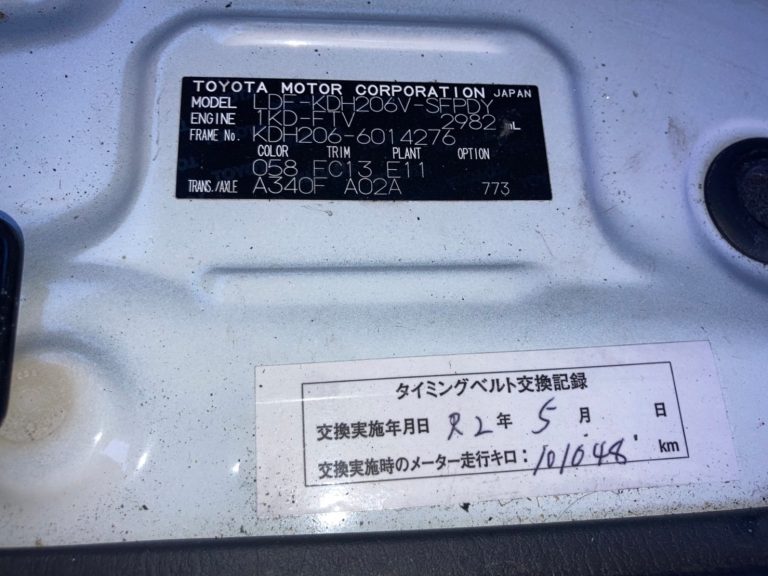 TOYOTA MOTOR CORPORATION JAPAN
MODEL LDF-KDH206V-SFPDY
ENGINE 1KD-FTV 2982 mL
FRAME No. KDH206-6014276
COLOR TRIM PLANT OPTION
058 FC13 E11
TRANS./AXLE A340F A02A 773
タイミングベルト交換記録
交換実施年月日 R2年 5月 日
交換実施時のメーター走行キロ:101048 km